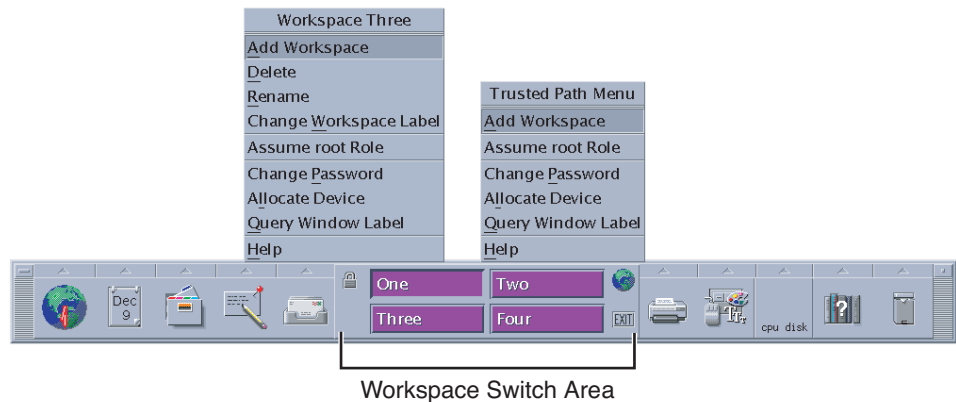 Workspace Three
Add Workspace
Delete
Rename
Change Workspace Label
Assume root Role
Change Password
Allocate Device
Query Window Label
Help
Trusted Path Menu
Add Workspace
Assume root Role
Change Password
Allocate Device
Query Window Label
Help
Dec
9
One
Two
Three
Four
EXIT
cpu disk
?
Workspace Switch Area